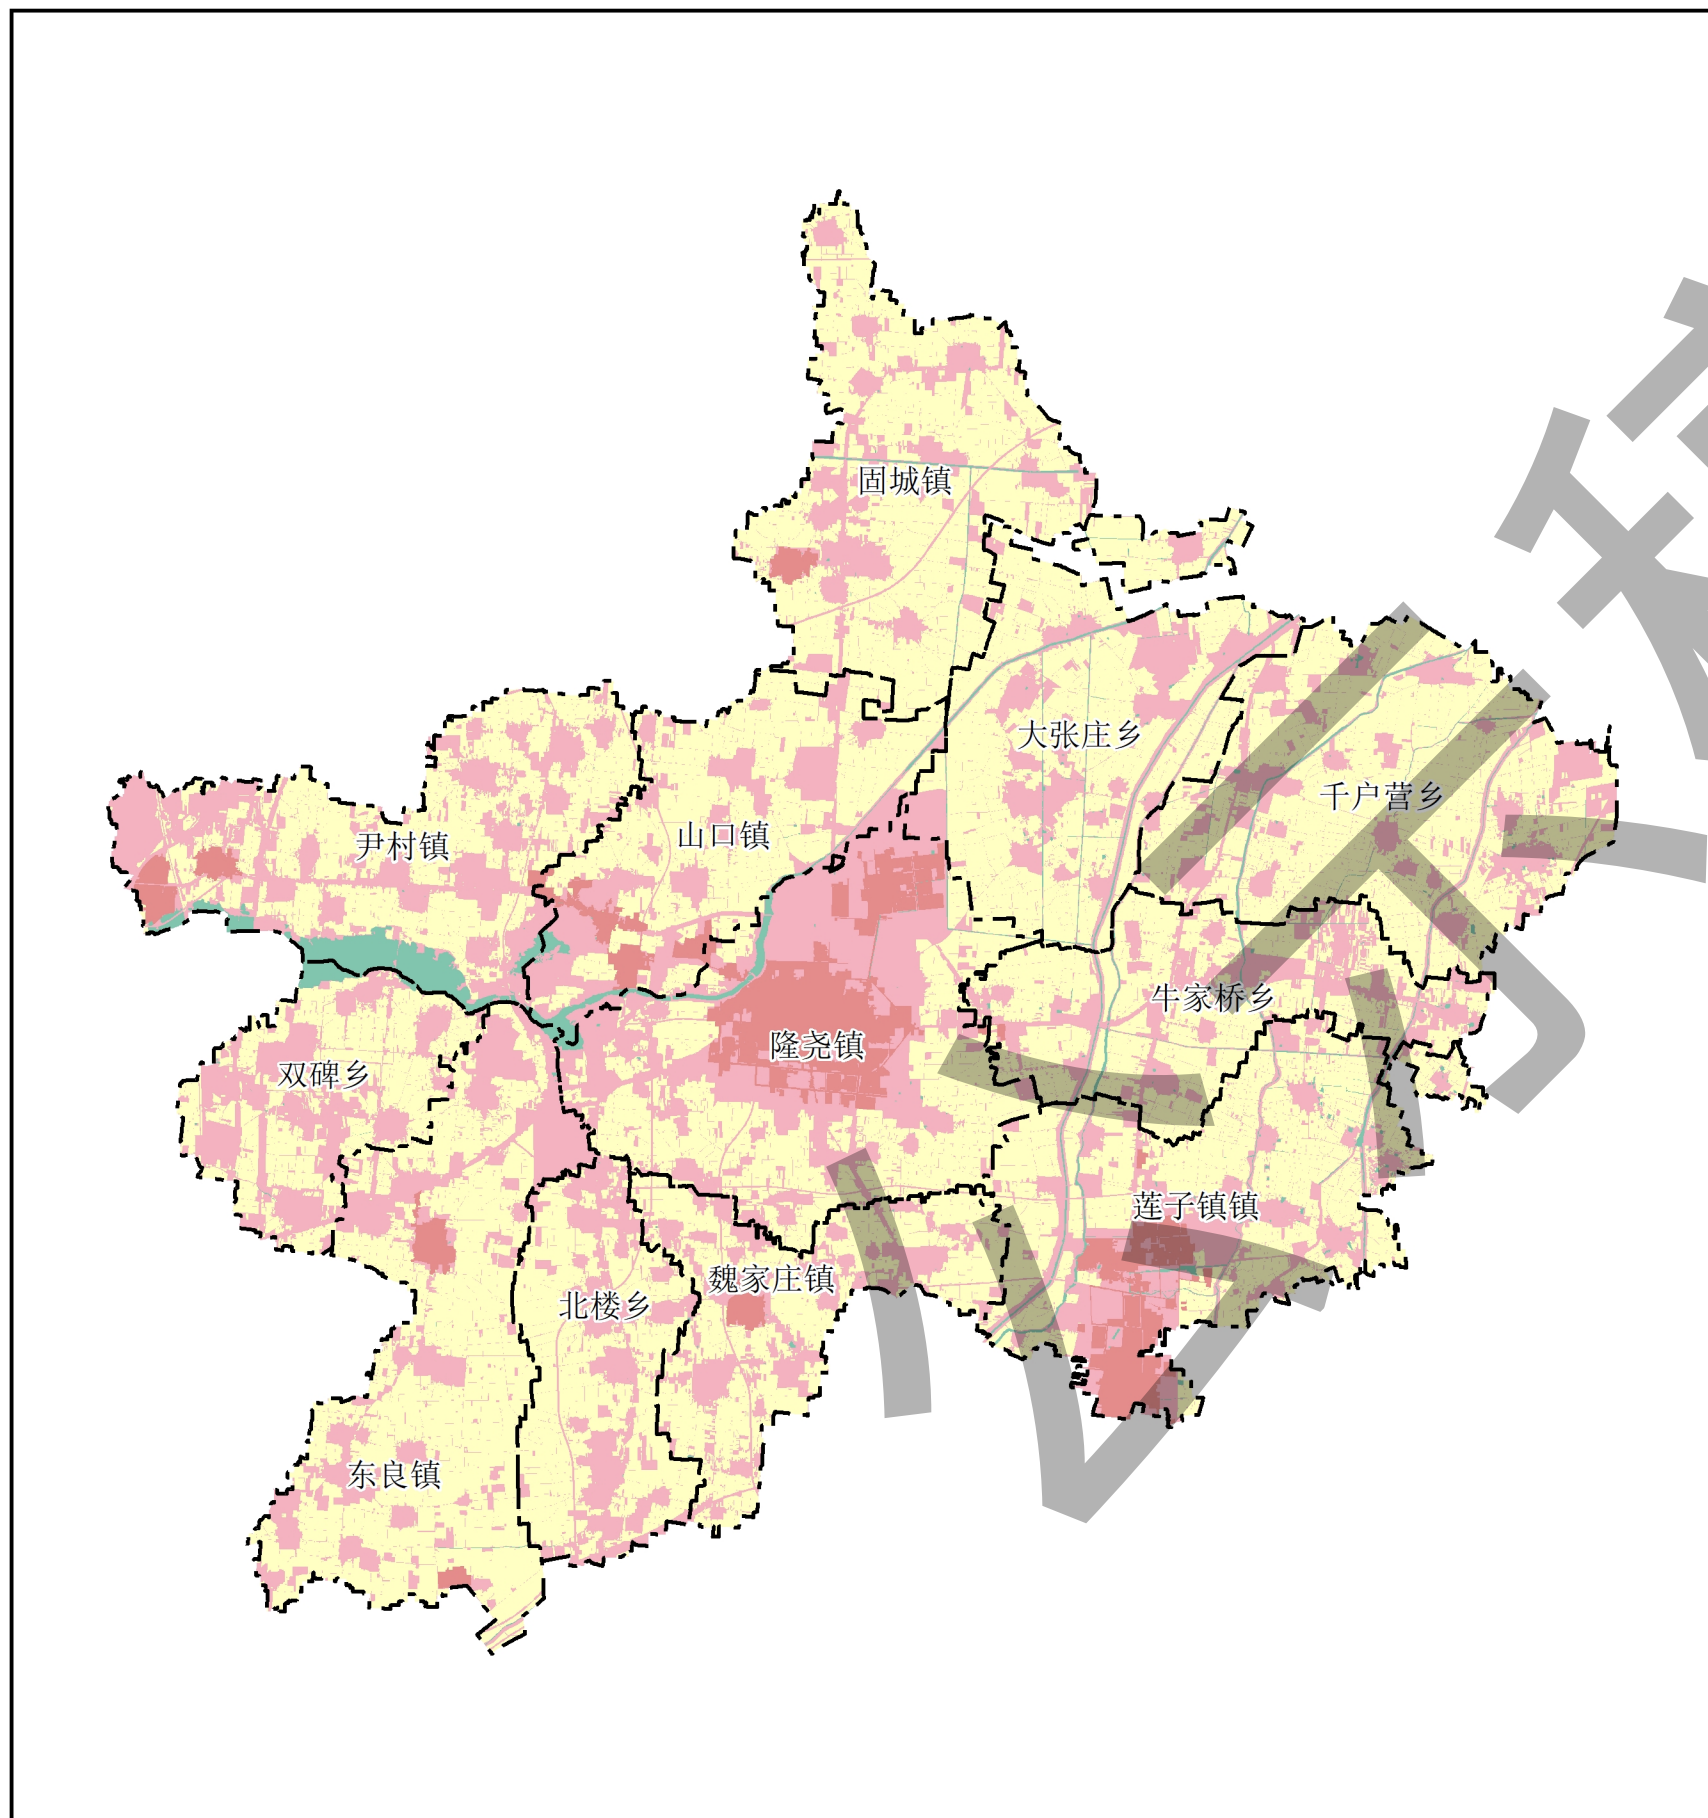 固城镇
大张庄乡
千户营乡
山口镇
尹村镇
牛家桥乡
隆尧镇
双碑乡
莲子镇镇
魏家庄镇
北楼乡
东良镇